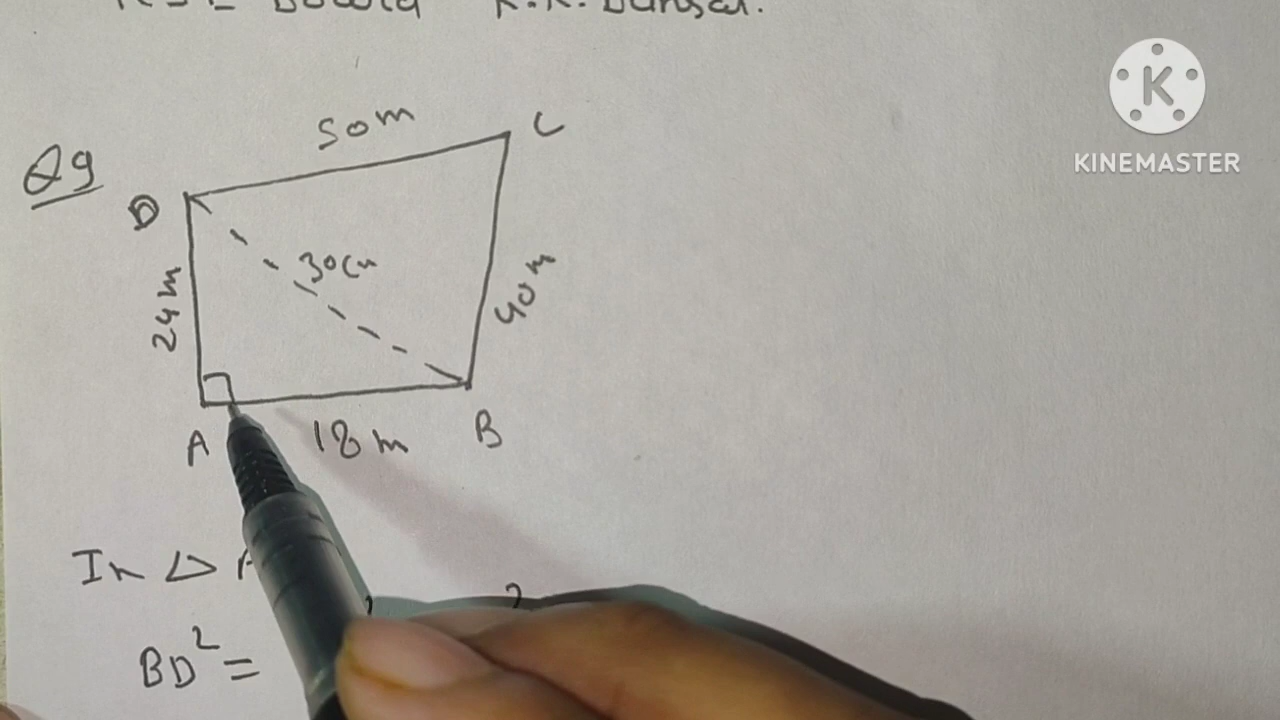 KINEMASTER
Q9
50m
C
D
30cm
24m
40m
A
18m
B
In △
BD²=